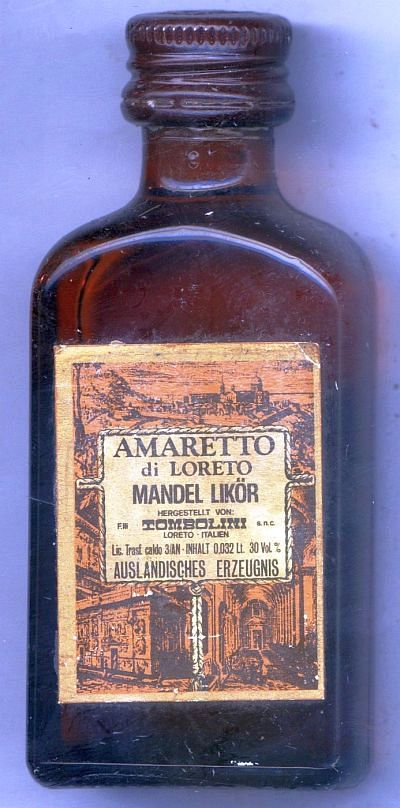 AMARETTO
di LORETO
MANDEL LIKÖR
HERGESTELLT VON:
F.lli TOMBOLINI s.n.c.
LORETO - ITALIEN
Lic. Trasf. caldo 3/AN - INHALT 0,032 Lt. 30 Vol. %
AUSLANDISCHES ERZEUGNIS